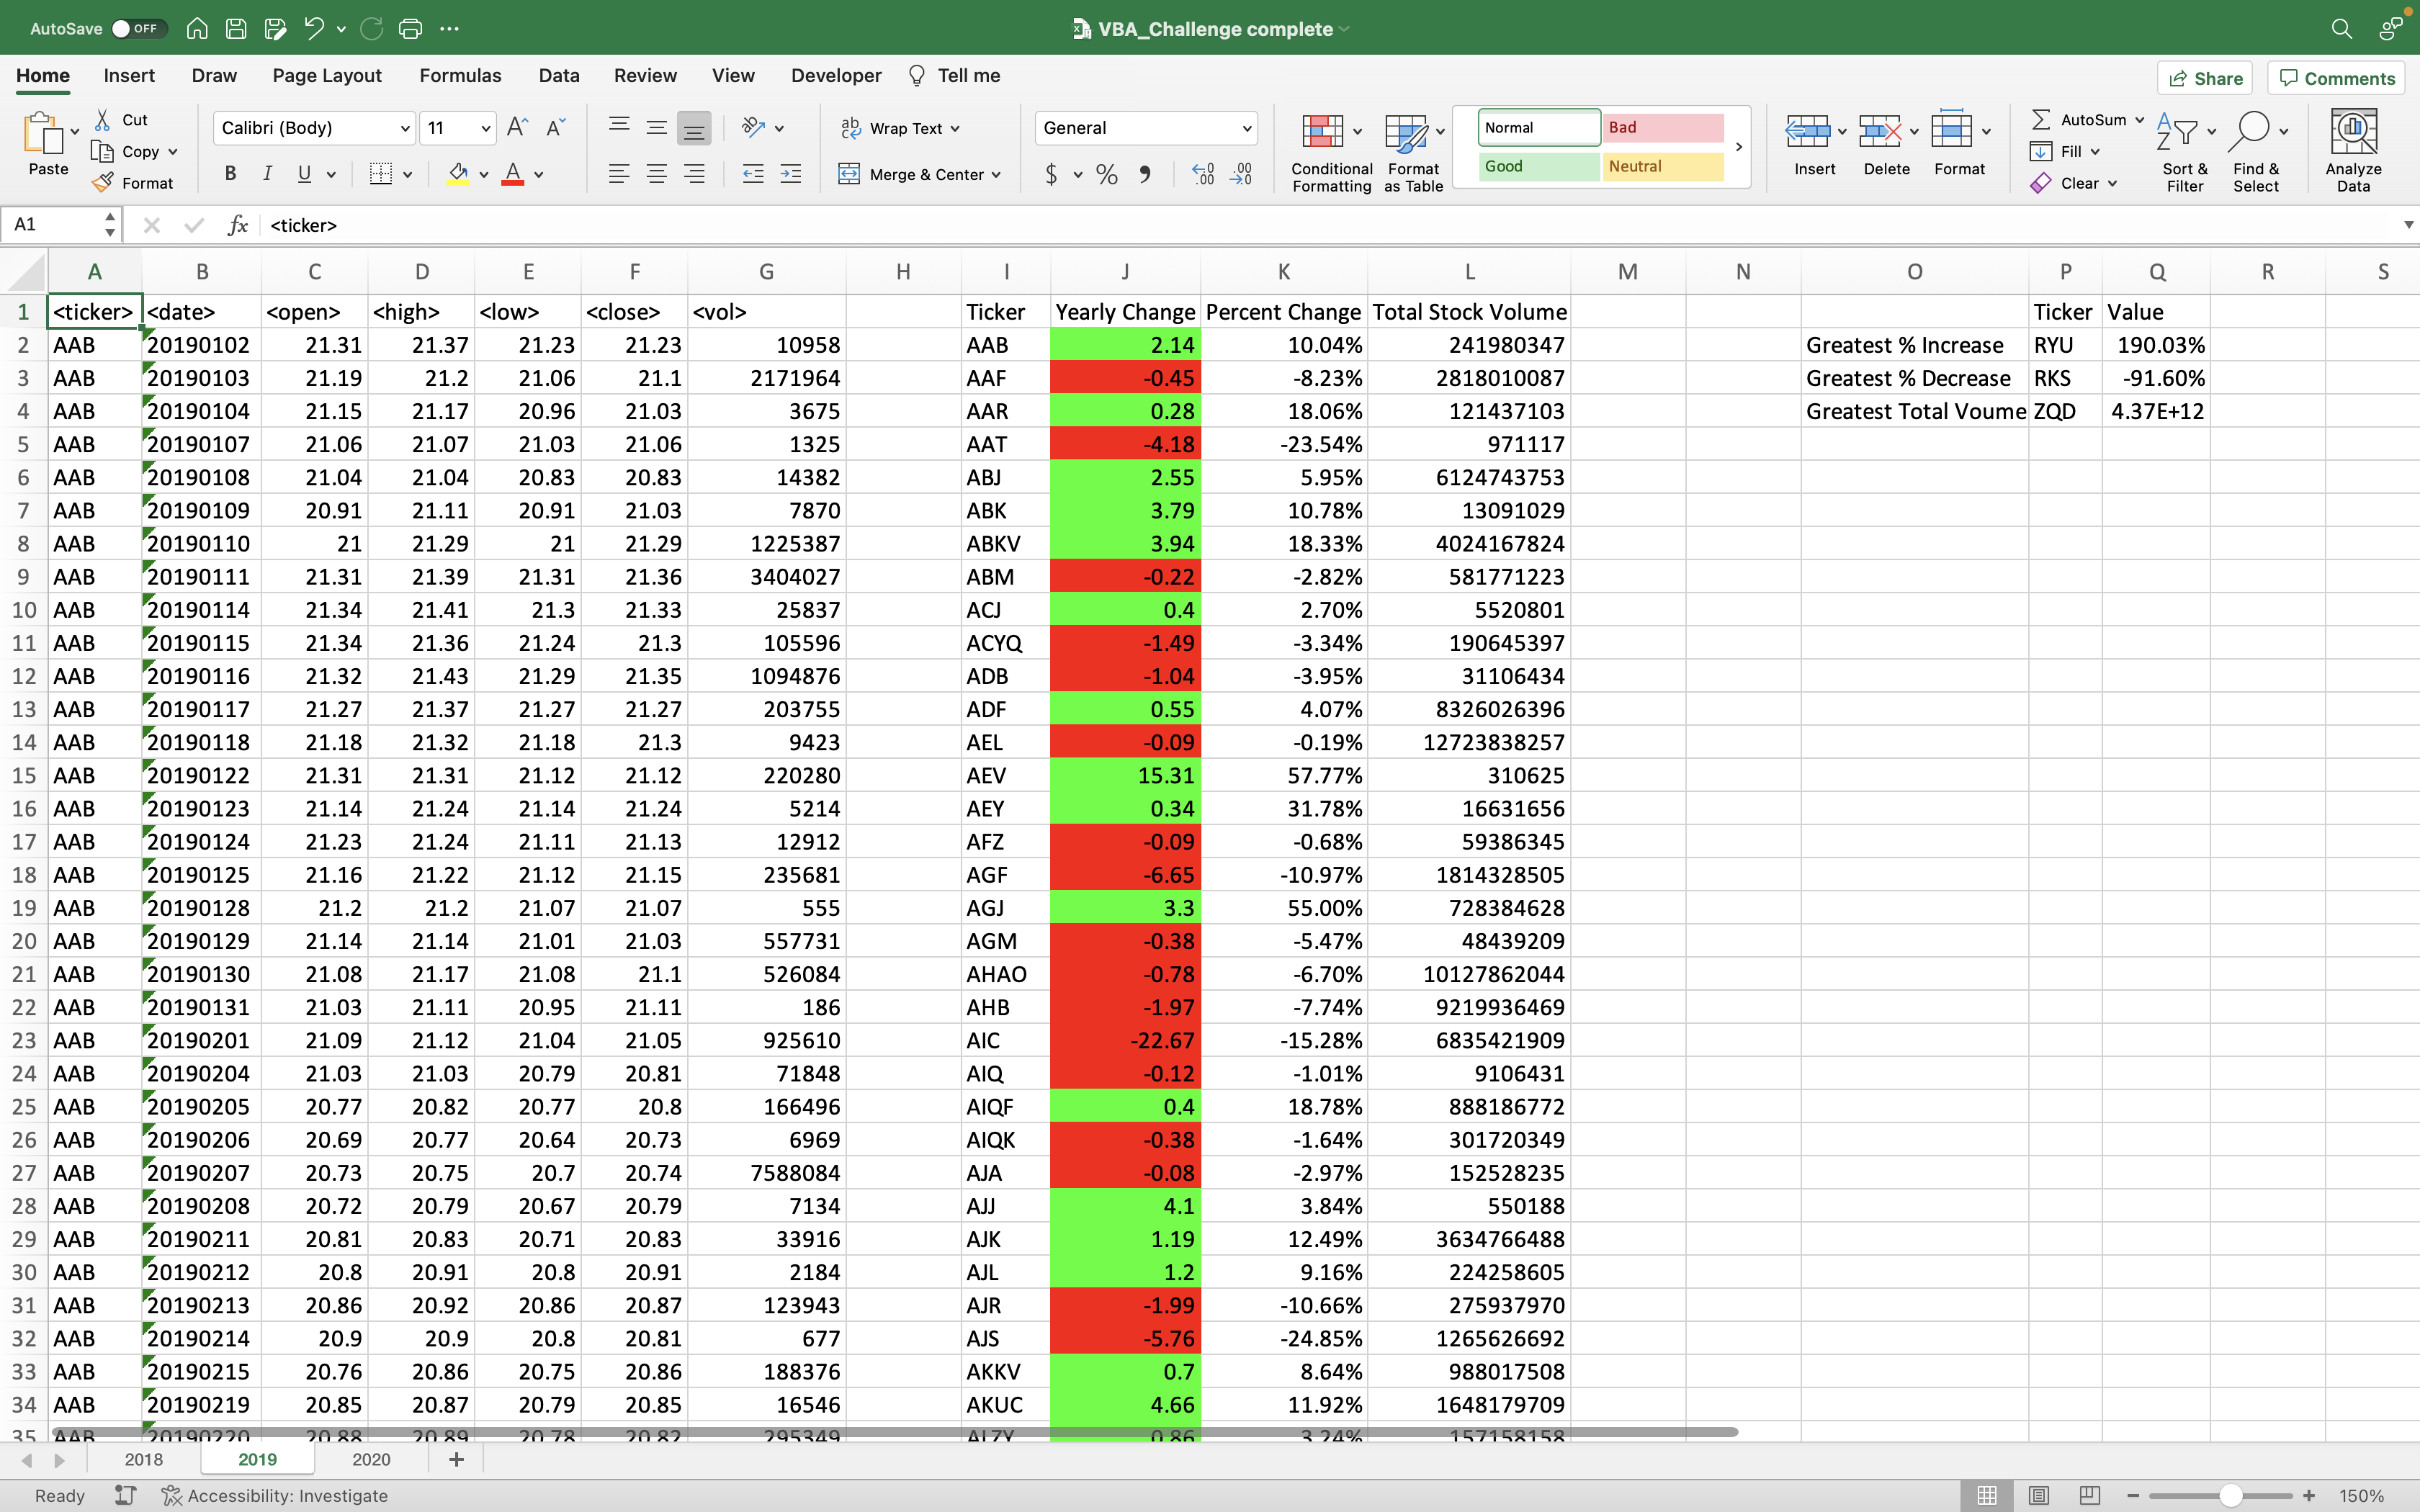 AutoSave OFF VBA_Challenge complete
Home Insert Draw Page Layout Formulas Data Review View Developer Tell me Share Comments
Paste Cut Copy Format Calibri (Body) 11 Wrap Text Merge & Center General Conditional Formatting Format as Table Normal Bad Good Neutral Insert Delete Format AutoSum Fill Clear Sort & Filter Find & Select Analyze Data
A1 fx <ticker>
A B C D E F G H I J K L M N O P Q R S
1 <ticker> <date> <open> <high> <low> <close> <vol> Ticker Yearly Change Percent Change Total Stock Volume Ticker Value
2 AAB 20190102 21.31 21.37 21.23 21.23 10958 AAB 2.14 10.04% 241980347 Greatest % Increase RYU 190.03%
3 AAB 20190103 21.19 21.2 21.06 21.1 2171964 AAF -0.45 -8.23% 2818010087 Greatest % Decrease RKS -91.60%
4 AAB 20190104 21.15 21.17 20.96 21.03 3675 AAR 0.28 18.06% 121437103 Greatest Total Voume ZQD 4.37E+12
5 AAB 20190107 21.06 21.07 21.03 21.06 1325 AAT -4.18 -23.54% 971117
6 AAB 20190108 21.04 21.04 20.83 20.83 14382 ABJ 2.55 5.95% 6124743753
7 AAB 20190109 20.91 21.11 20.91 21.03 7870 ABK 3.79 10.78% 13091029
8 AAB 20190110 21 21.29 21 21.29 1225387 ABKV 3.94 18.33% 4024167824
9 AAB 20190111 21.31 21.39 21.31 21.36 3404027 ABM -0.22 -2.82% 581771223
10 AAB 20190114 21.34 21.41 21.3 21.33 25837 ACJ 0.4 2.70% 5520801
11 AAB 20190115 21.34 21.36 21.24 21.3 105596 ACYQ -1.49 -3.34% 190645397
12 AAB 20190116 21.32 21.43 21.29 21.35 1094876 ADB -1.04 -3.95% 31106434
13 AAB 20190117 21.27 21.37 21.27 21.27 203755 ADF 0.55 4.07% 8326026396
14 AAB 20190118 21.18 21.32 21.18 21.3 9423 AEL -0.09 -0.19% 12723838257
15 AAB 20190122 21.31 21.31 21.12 21.12 220280 AEV 15.31 57.77% 310625
16 AAB 20190123 21.14 21.24 21.14 21.24 5214 AEY 0.34 31.78% 16631656
17 AAB 20190124 21.23 21.24 21.11 21.13 12912 AFZ -0.09 -0.68% 59386345
18 AAB 20190125 21.16 21.22 21.12 21.15 235681 AGF -6.65 -10.97% 1814328505
19 AAB 20190128 21.2 21.2 21.07 21.07 555 AGJ 3.3 55.00% 728384628
20 AAB 20190129 21.14 21.14 21.01 21.03 557731 AGM -0.38 -5.47% 48439209
21 AAB 20190130 21.08 21.17 21.08 21.1 526084 AHAO -0.78 -6.70% 10127862044
22 AAB 20190131 21.03 21.11 20.95 21.11 186 AHB -1.97 -7.74% 9219936469
23 AAB 20190201 21.09 21.12 21.04 21.05 925610 AIC -22.67 -15.28% 6835421909
24 AAB 20190204 21.03 21.03 20.79 20.81 71848 AIQ -0.12 -1.01% 9106431
25 AAB 20190205 20.77 20.82 20.77 20.8 166496 AIQF 0.4 18.78% 888186772
26 AAB 20190206 20.69 20.77 20.64 20.73 6969 AIQK -0.38 -1.64% 301720349
27 AAB 20190207 20.73 20.75 20.7 20.74 7588084 AJA -0.08 -2.97% 152528235
28 AAB 20190208 20.72 20.79 20.67 20.79 7134 AJJ 4.1 3.84% 550188
29 AAB 20190211 20.81 20.83 20.71 20.83 33916 AJK 1.19 12.49% 3634766488
30 AAB 20190212 20.8 20.91 20.8 20.91 2184 AJL 1.2 9.16% 224258605
31 AAB 20190213 20.86 20.92 20.86 20.87 123943 AJR -1.99 -10.66% 275937970
32 AAB 20190214 20.9 20.9 20.8 20.81 677 AJS -5.76 -24.85% 1265626692
33 AAB 20190215 20.76 20.86 20.75 20.86 188376 AKKV 0.7 8.64% 988017508
34 AAB 20190219 20.85 20.87 20.79 20.85 16546 AKUC 4.66 11.92% 1648179709
35 AAB 20190220 20.88 20.89 20.78 20.82 295349 ALZY 0.86 3.24% 157158158
2018 2019 2020 +
Ready Accessibility: Investigate 150%